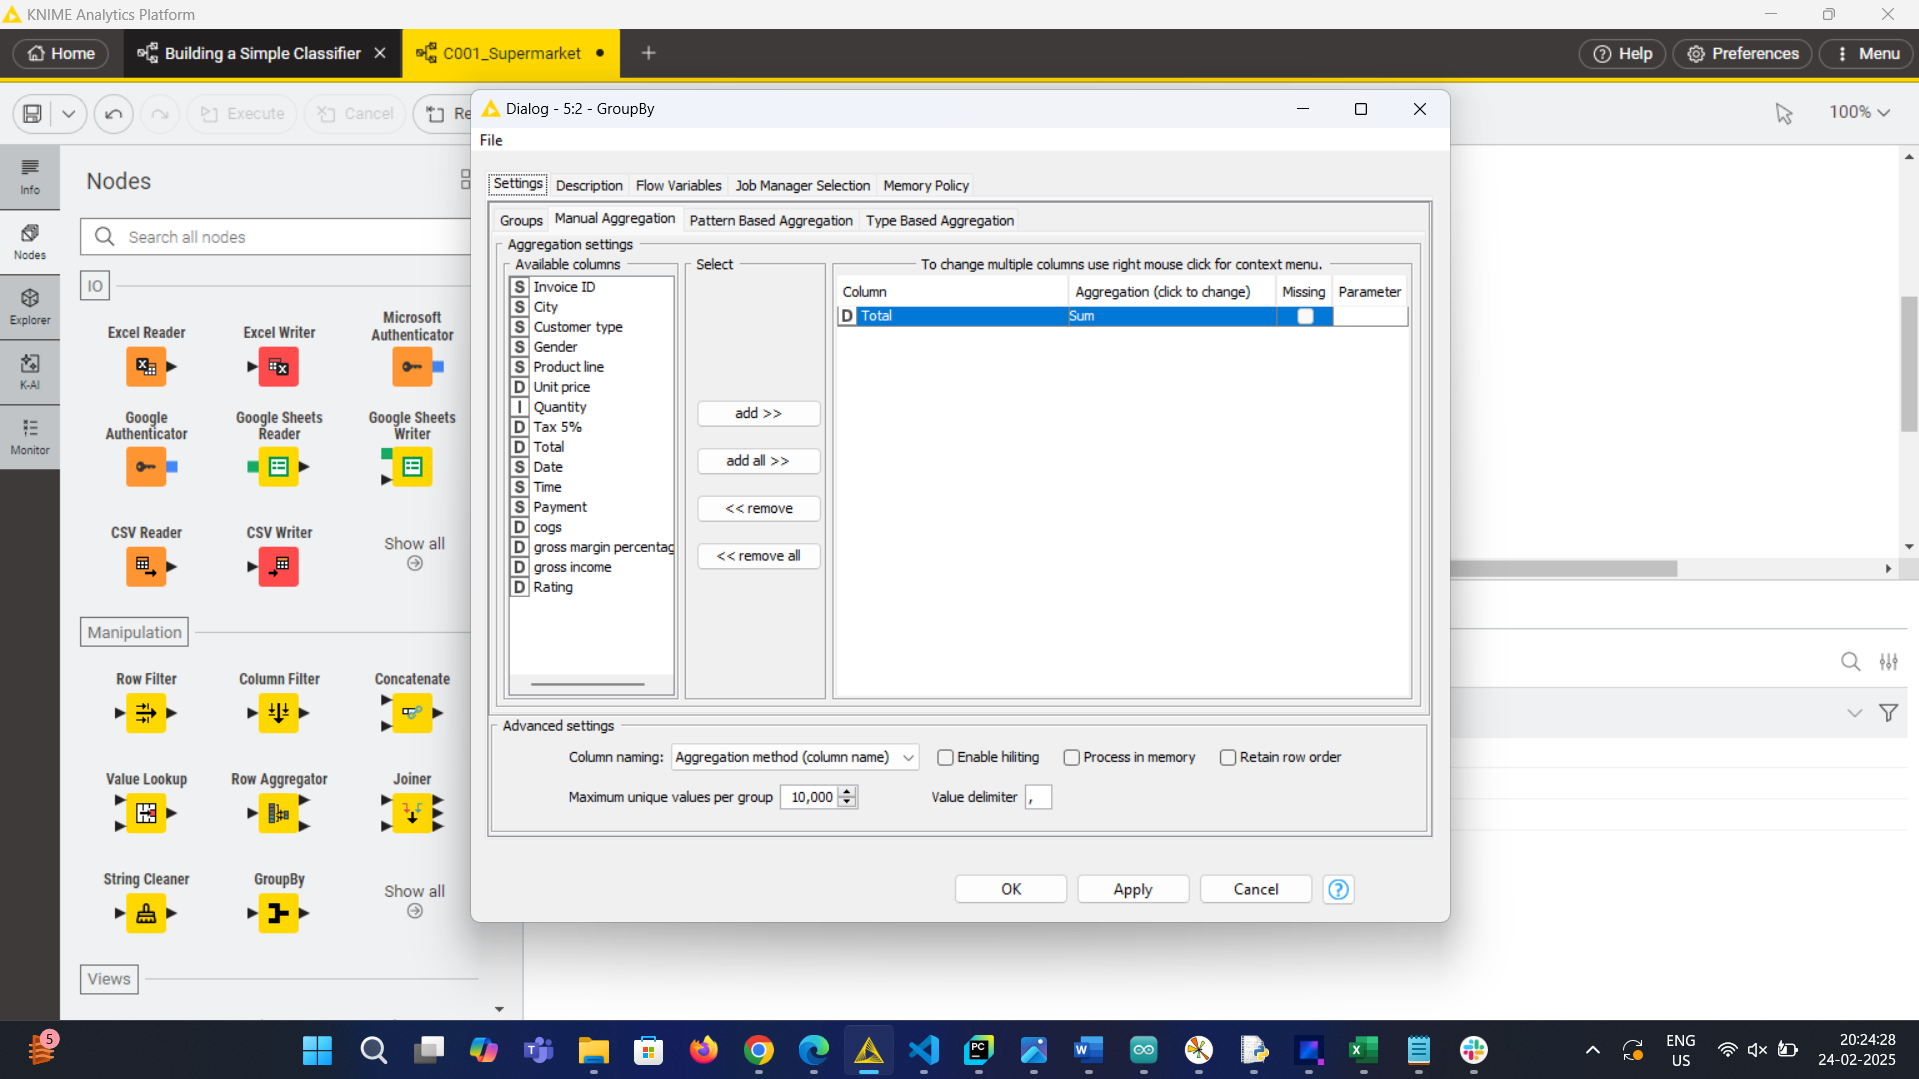 KNIME Analytics Platform
Home
Building a Simple Classifier
C001_Supermarket
Help
Preferences
Menu
Execute
Cancel
Re
100%
Dialog - 5:2 - GroupBy
File
Settings Description Flow Variables Job Manager Selection Memory Policy
Groups Manual Aggregation Pattern Based Aggregation Type Based Aggregation
Aggregation settings
Available columns
S Invoice ID
S City
S Customer type
S Gender
S Product line
D Unit price
I Quantity
D Tax 5%
D Total
S Date
S Time
S Payment
D cogs
D gross margin percentag
D gross income
D Rating
Select
add >>
add all >>
<< remove
<< remove all
To change multiple columns use right mouse click for context menu.
Column Aggregation (click to change) Missing Parameter
D Total Sum
Advanced settings
Column naming: Aggregation method (column name) Enable hiliting Process in memory Retain row order
Maximum unique values per group 10,000 Value delimiter ,
OK Apply Cancel ?
Info
Nodes
Explorer
K-AI
Monitor
Nodes
Search all nodes
IO
Excel Reader
Excel Writer
Microsoft
Authenticator
Google
Authenticator
Google Sheets
Reader
Google Sheets
Writer
CSV Reader
CSV Writer
Show all
Manipulation
Row Filter
Column Filter
Concatenate
Value Lookup
Row Aggregator
Joiner
String Cleaner
GroupBy
Show all
Views
5
ENG
US
20:24:28
24-02-2025